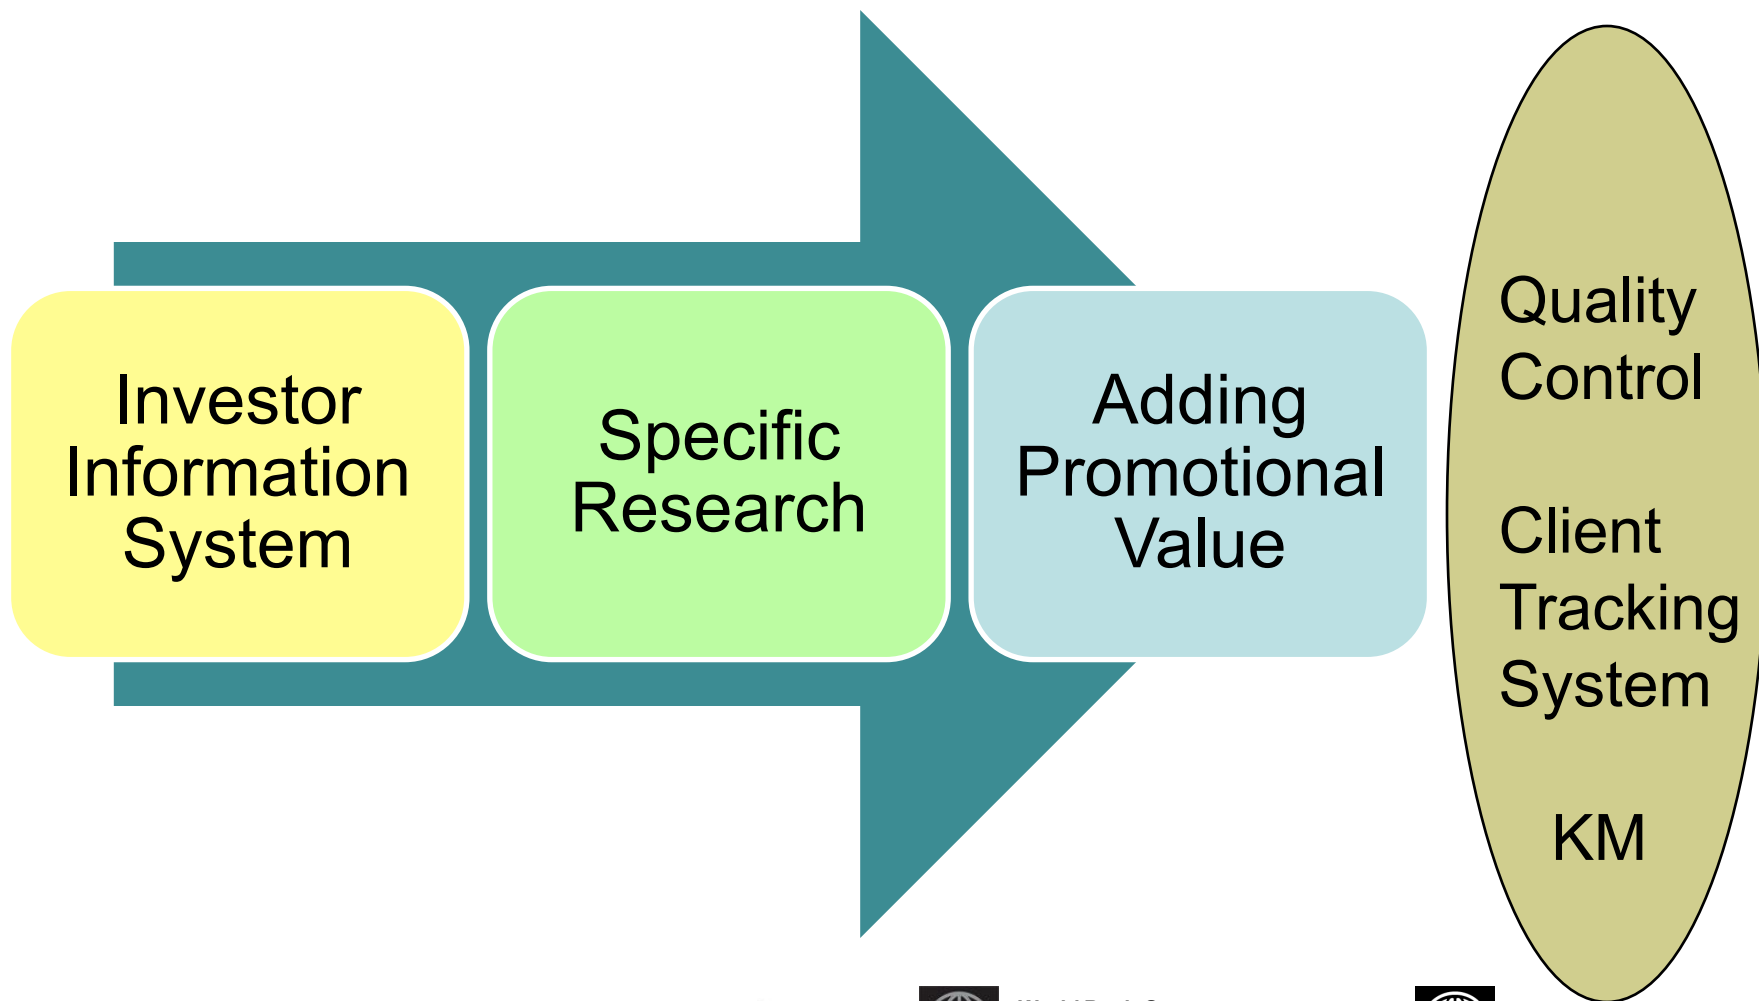 Investor
Information
System
Specific
Research
Adding
Promotional
Value
Quality
Control
Client
Tracking
System
KM